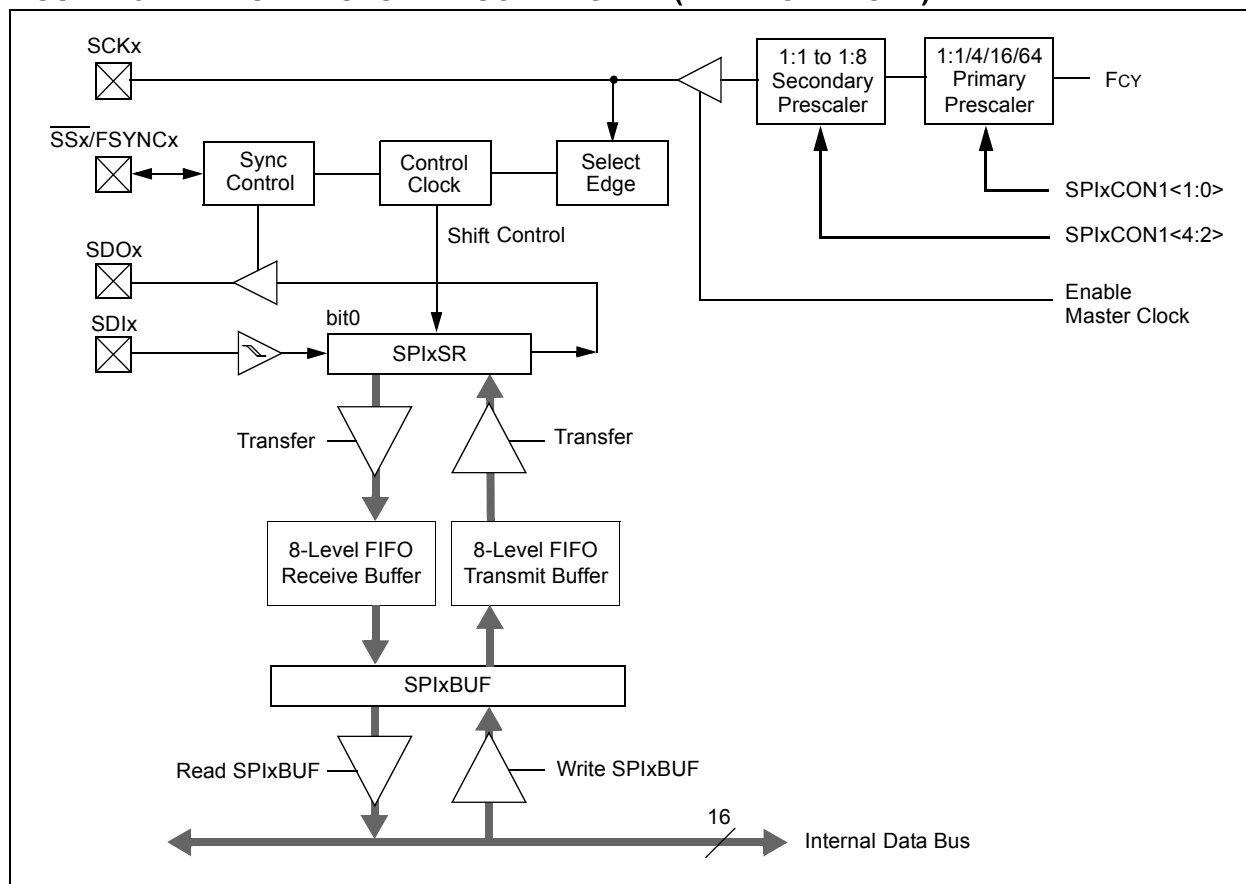 SCKx
1:1 to 1:8
Secondary
Prescaler
1:1/4/16/64
Primary
Prescaler
FCY
SSx/FSYNCx
Sync
Control
Control
Clock
Select
Edge
SPIxCON1<1:0>
Shift Control
SPIxCON1<4:2>
SDOx
Enable
Master Clock
SDIx
bit0
SPIxSR
Transfer
Transfer
8-Level FIFO
Receive Buffer
8-Level FIFO
Transmit Buffer
SPIxBUF
Read SPIxBUF
Write SPIxBUF
16
Internal Data Bus